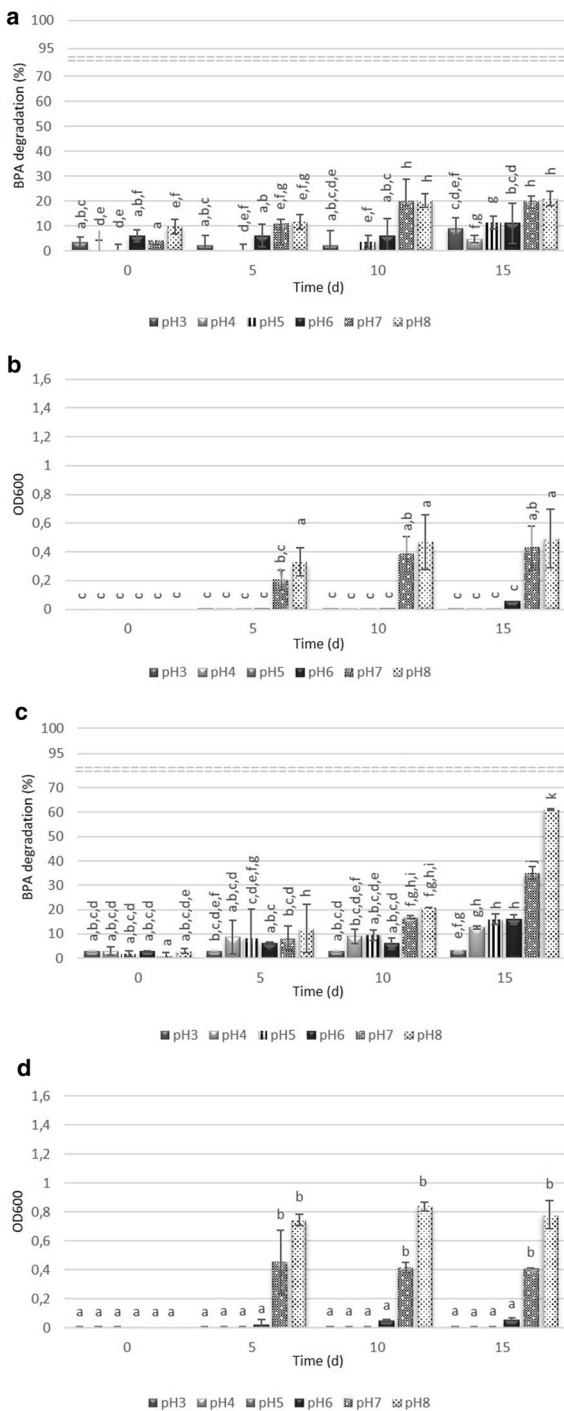 a
100
95
70
60
50
40
30
20
10
0
BPA degradation (%)
a,b,c d,e d,e a,b,f a e,f
a,b,c d,e,f a,b e,f,g e,f,g
a,b,c,d,e e,f a,b,c h h
c,d,e,f f,g g b,c,d h h
0 5 10 15
Time (d)
pH3 pH4 pH5 pH6 pH7 pH8
b
1,6
1,4
1,2
1
0,8
0,6
0,4
0,2
0
OD600
c c c c c c
c c c c b,c a
c c c c a,b a
c c c c a,b a
0 5 10 15
Time (d)
pH3 pH4 pH5 pH6 pH7 pH8
c
100
95
70
60
50
40
30
20
10
0
BPA degradation (%)
a,b,c,d a,b,c,d a,b,c,d a,b,c,d a a,b,c,d,e
b,c,d,e,f a,b,c,d c,d,e,f,g a,b,c b,c,d h
a,b,c,d b,c,d,e,f a,b,c,d,e b,c,d f,g,h,i f,g,h,i
e,f,g g,h h h j k
0 5 10 15
Time (d)
pH3 pH4 pH5 pH6 pH7 pH8
d
1,6
1,4
1,2
1
0,8
0,6
0,4
0,2
0
OD600
a a a a a a
a a a a b b
a a a a b b
a a a a b b
0 5 10 15
Time (d)
pH3 pH4 pH5 pH6 pH7 pH8